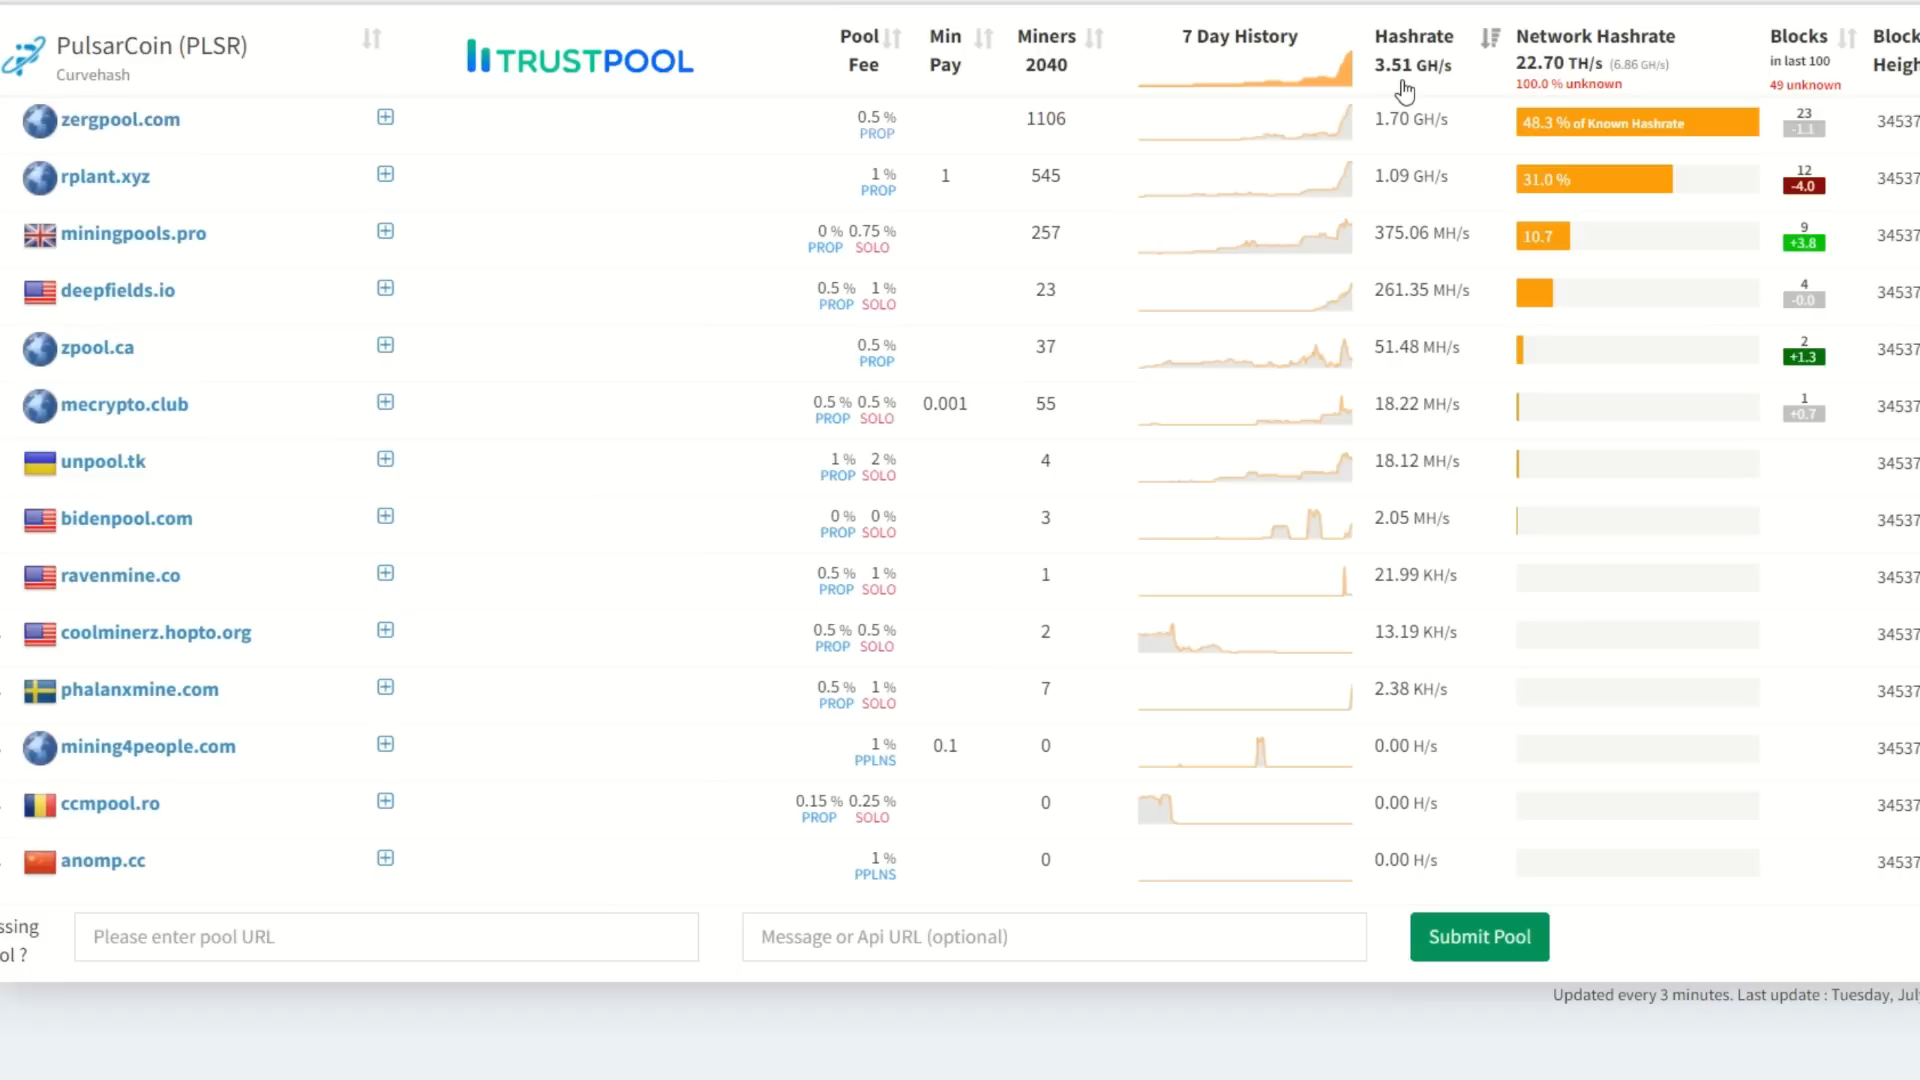 PulsarCoin (PLSR)
Curvehash
TRUSTPOOL
Pool Fee
Min Pay
Miners
2040
7 Day History
Hashrate
3.51 GH/s
Network Hashrate
22.70 TH/s (6.86 GH/s)
100.0 % unknown
Blocks
in last 100
49 unknown
Block Heigh
zergpool.com 0.5 % PROP 1106 1.70 GH/s 48.3 % of Known Hashrate 23 -1.1 34537
rplant.xyz 1 % PROP 1 545 1.09 GH/s 31.0 % 12 -4.0 34537
miningpools.pro 0 % PROP 0.75 % SOLO 257 375.06 MH/s 10.7 9 +3.8 34537
deepfields.io 0.5 % PROP 1 % SOLO 23 261.35 MH/s 4 -0.0 34537
zpool.ca 0.5 % PROP 37 51.48 MH/s 2 +1.3 34537
mecrypto.club 0.5 % PROP 0.5 % SOLO 0.001 55 18.22 MH/s 1 +0.7 34537
unpool.tk 1 % PROP 2 % SOLO 4 18.12 MH/s 34537
bidenpool.com 0 % PROP 0 % SOLO 3 2.05 MH/s 34537
ravenmine.co 0.5 % PROP 1 % SOLO 1 21.99 KH/s 34537
coolminerz.hopto.org 0.5 % PROP 0.5 % SOLO 2 13.19 KH/s 34537
phalanxmine.com 0.5 % PROP 1 % SOLO 7 2.38 KH/s 34537
mining4people.com 1 % PPLNS 0.1 0 0.00 H/s 34537
ccmpool.ro 0.15 % PROP 0.25 % SOLO 0 0.00 H/s 34537
anomp.cc 1 % PPLNS 0 0.00 H/s 34537
ssing
ol ?
Please enter pool URL
Message or Api URL (optional)
Submit Pool
Updated every 3 minutes. Last update : Tuesday, Jul